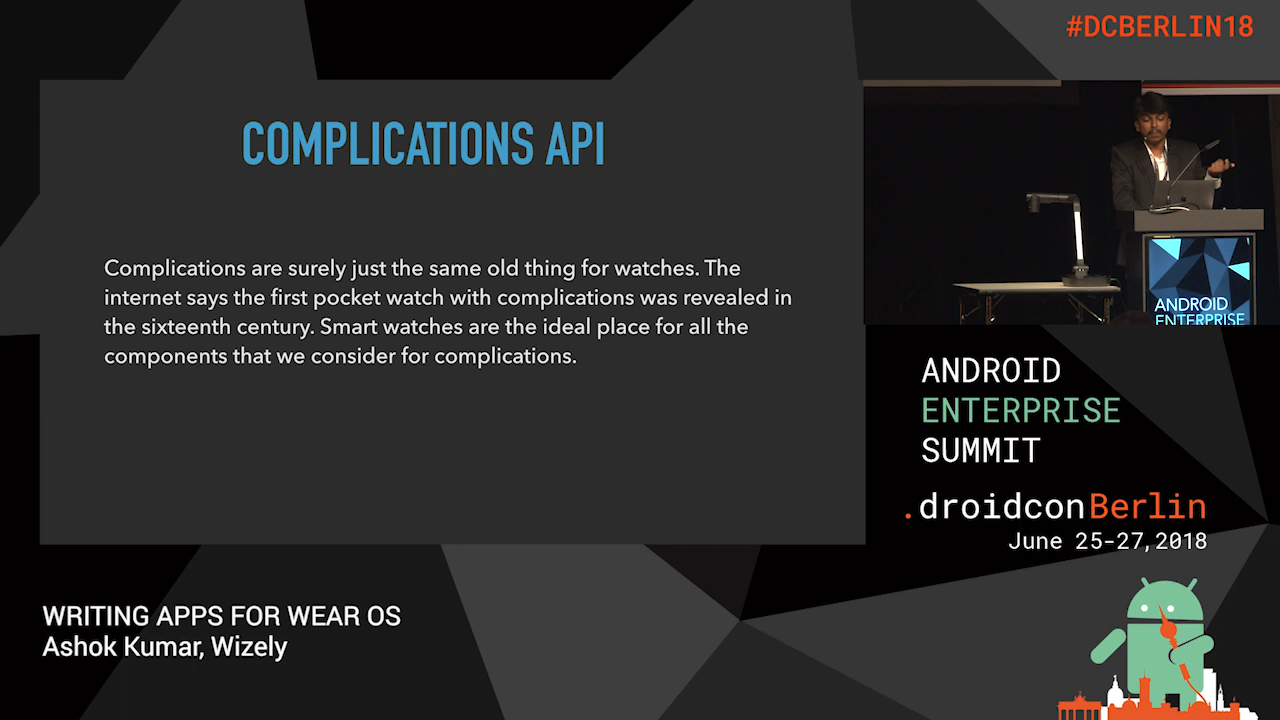 #DCBERLIN18
COMPLICATIONS API
Complications are surely just the same old thing for watches. The
internet says the first pocket watch with complications was revealed in
the sixteenth century. Smart watches are the ideal place for all the
components that we consider for complications.
ANDROID
ENTERPRISE
ANDROID
ENTERPRISE
SUMMIT
.droidconBerlin
June 25-27, 2018
WRITING APPS FOR WEAR OS
Ashok Kumar, Wizely